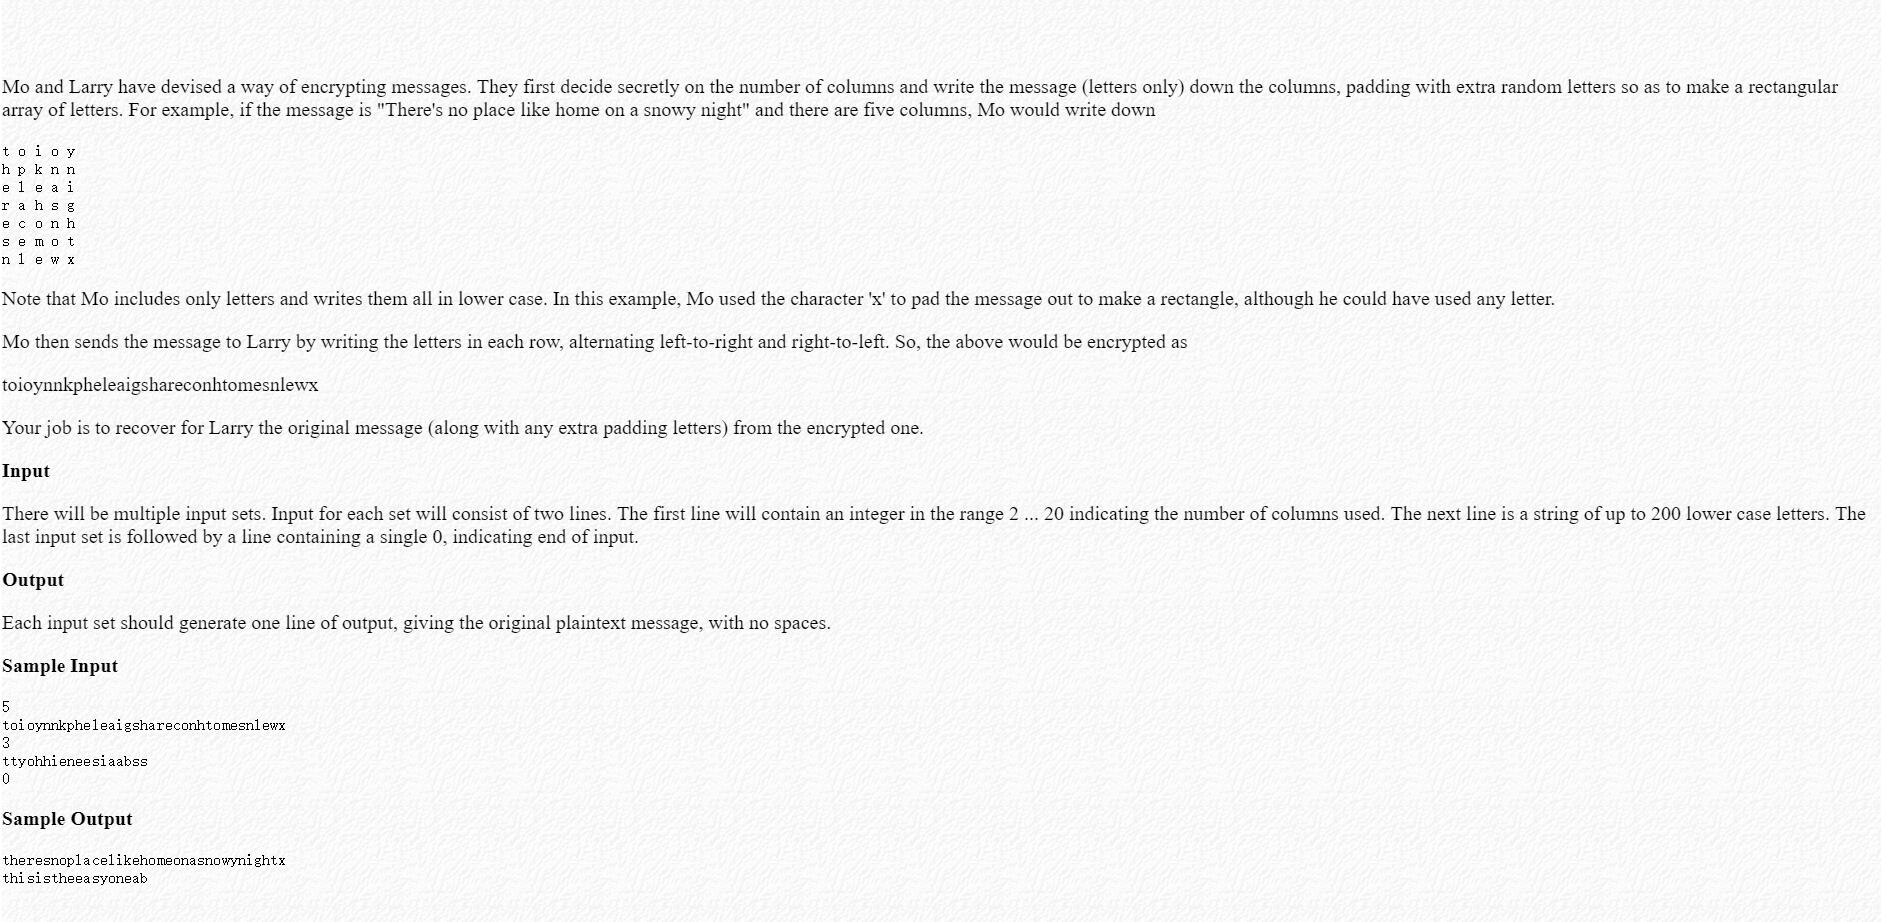 Mo and Larry have devised a way of encrypting messages. They first decide secretly on the number of columns and write the message (letters only) down the columns, padding with extra random letters so as to make a rectangular
array of letters. For example, if the message is "There's no place like home on a snowy night" and there are five columns, Mo would write down
t o i o y
h p k n n
e l e a i
r a h s g
e c o n h
s e m o t
n l e w x
Note that Mo includes only letters and writes them all in lower case. In this example, Mo used the character 'x' to pad the message out to make a rectangle, although he could have used any letter.
Mo then sends the message to Larry by writing the letters in each row, alternating left-to-right and right-to-left. So, the above would be encrypted as
toioynnkpheleaigshareconhtomesnlewx
Your job is to recover for Larry the original message (along with any extra padding letters) from the encrypted one.
Input
There will be multiple input sets. Input for each set will consist of two lines. The first line will contain an integer in the range 2 ... 20 indicating the number of columns used. The next line is a string of up to 200 lower case letters. The
last input set is followed by a line containing a single 0, indicating end of input.
Output
Each input set should generate one line of output, giving the original plaintext message, with no spaces.
Sample Input
5
toioynnkpheleaigshareconhtomesnlewx
3
ttyohhieneesiaabss
0
Sample Output
theresnoplacelikehomeonasnowynightx
thisistheeasyoneab